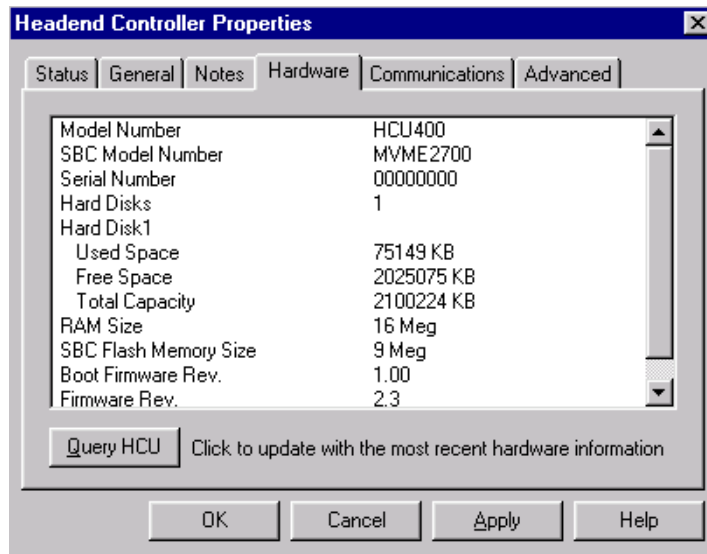 Headend Controller Properties
Status General Notes Hardware Communications Advanced
Model Number HCU400
SBC Model Number MVME2700
Serial Number 00000000
Hard Disks 1
Hard Disk1
Used Space 75149 KB
Free Space 2025075 KB
Total Capacity 2100224 KB
RAM Size 16 Meg
SBC Flash Memory Size 9 Meg
Boot Firmware Rev. 1.00
Firmware Rev. 2.3
Query HCU Click to update with the most recent hardware information
OK Cancel Apply Help